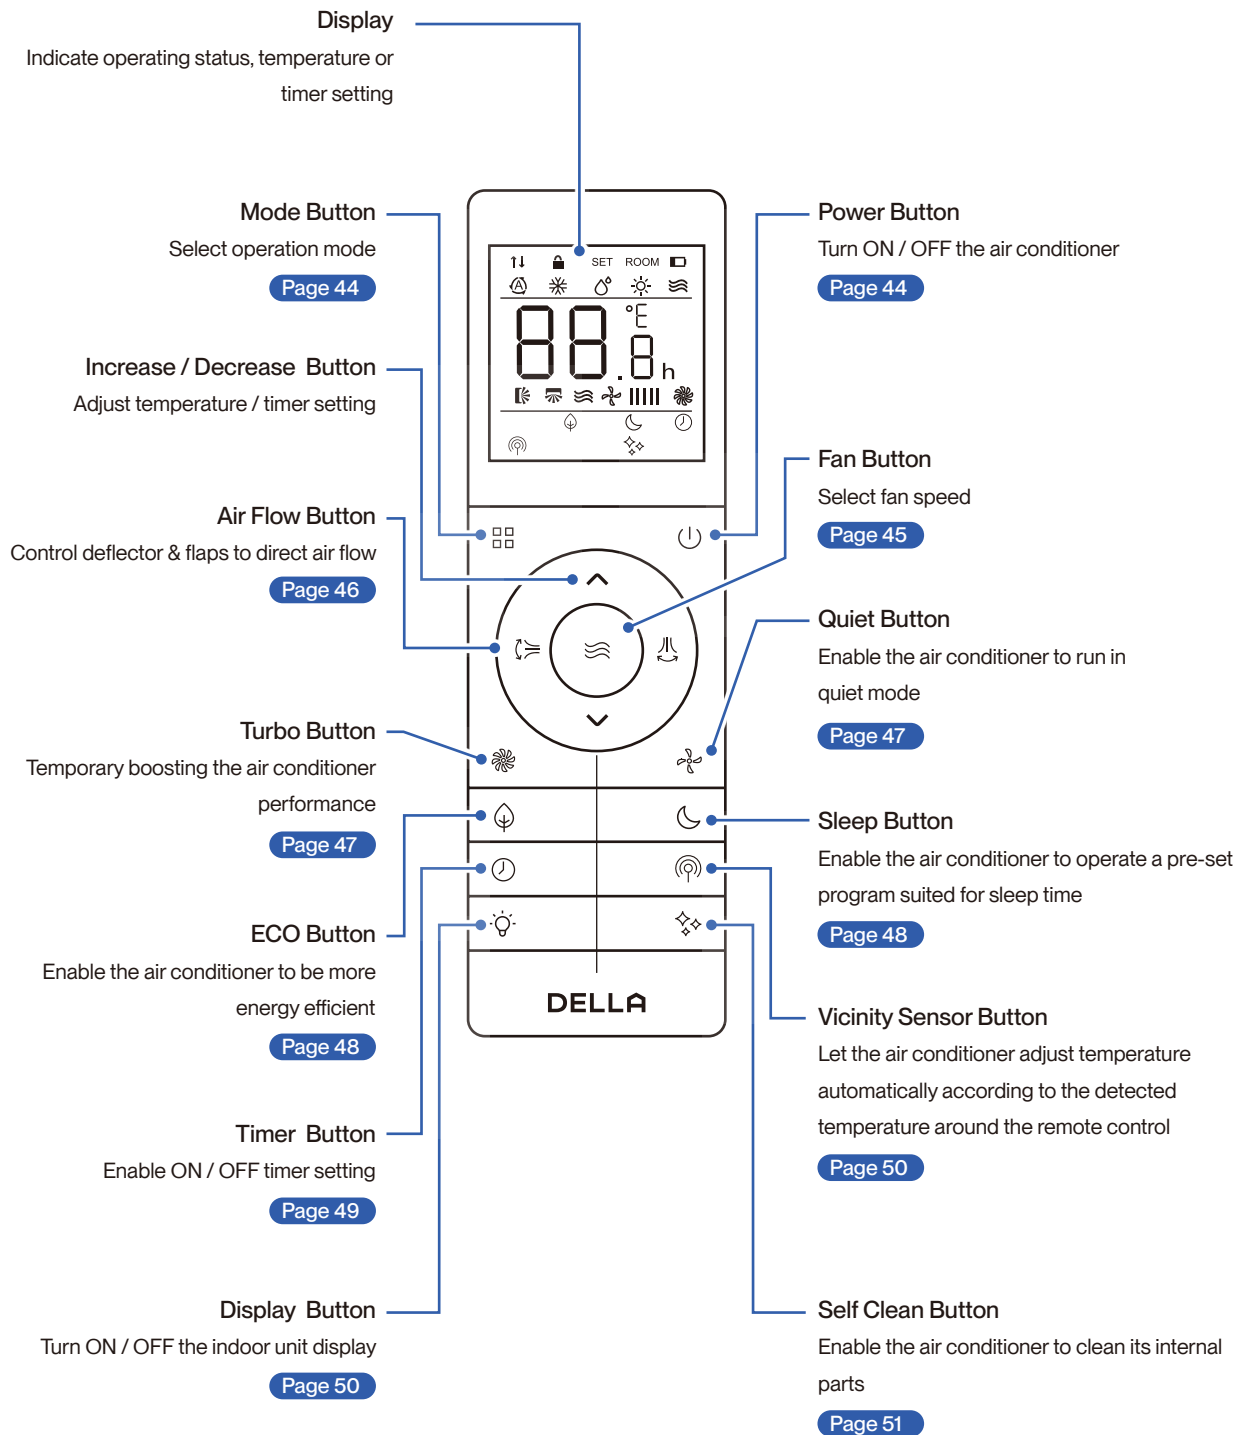 Display
Indicate operating status, temperature or
timer setting
Mode Button
Select operation mode
Page 44
Increase / Decrease Button
Adjust temperature / timer setting
Air Flow Button
Control deflector & flaps to direct air flow
Page 46
Turbo Button
Temporary boosting the air conditioner
performance
Page 47
ECO Button
Enable the air conditioner to be more
energy efficient
Page 48
Timer Button
Enable ON / OFF timer setting
Page 49
Display Button
Turn ON / OFF the indoor unit display
Page 50
SET ROOM
A
88.8h
°E
DELLA
Power Button
Turn ON / OFF the air conditioner
Page 44
Fan Button
Select fan speed
Page 45
Quiet Button
Enable the air conditioner to run in
quiet mode
Page 47
Sleep Button
Enable the air conditioner to operate a pre-set
program suited for sleep time
Page 48
Vicinity Sensor Button
Let the air conditioner adjust temperature
automatically according to the detected
temperature around the remote control
Page 50
Self Clean Button
Enable the air conditioner to clean its internal
parts
Page 51